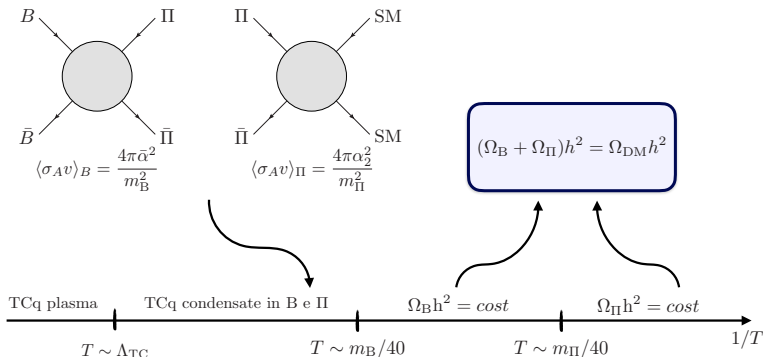 B Π Π SM
B̄ Π̄ Π̄ SM
⟨σ_A v⟩_B = 4πᾱ² / m_B² ⟨σ_A v⟩_Π = 4πα₂² / m_Π²
(Ω_B + Ω_Π)h² = Ω_DM h²
TCq plasma TCq condensate in B e Π Ω_B h² = cost Ω_Π h² = cost
T ∼ Λ_TC T ∼ m_B/40 T ∼ m_Π/40 1/T